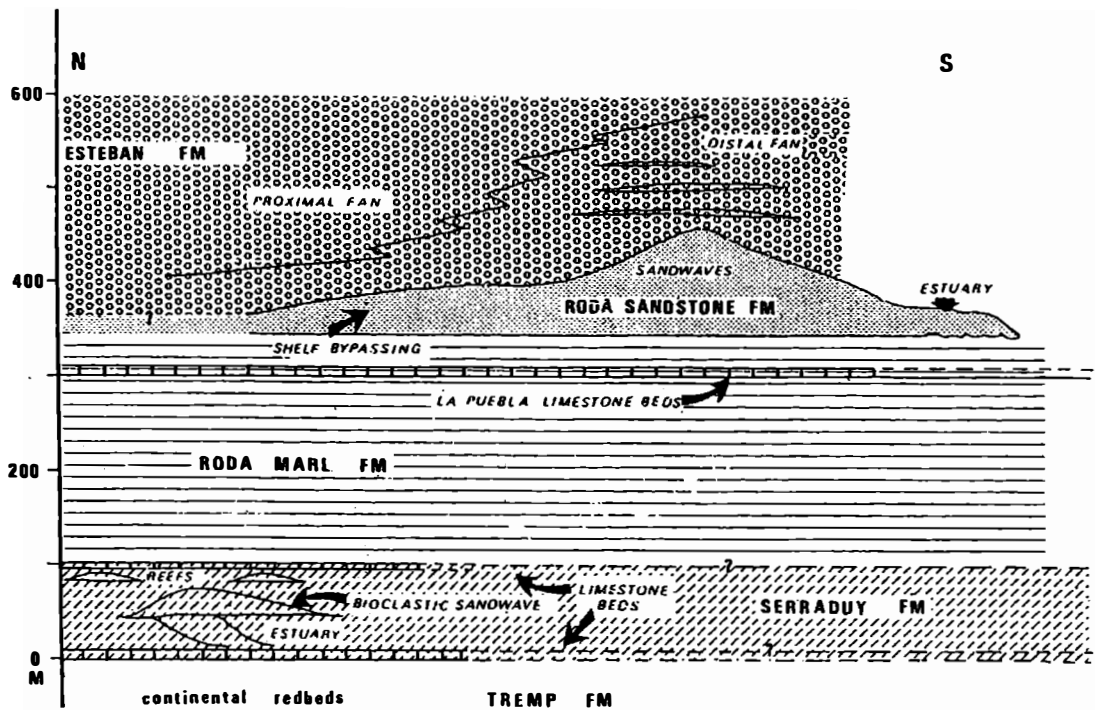 N
S
600
ESTEBAN FM
DISTAL FAN
PROXIMAL FAN
400
SANDWAVES
ESTUARY
RODA SANDSTONE FM
?
SHELF BYPASSING
LA PUEBLA LIMESTONE BEDS
200
RODA MARL FM
?
REEFS
LIMESTONE
BEDS
BIOCLASTIC SANDWAVE
SERRADUY FM
ESTUARY
0
M
continental redbeds
TREMP FM